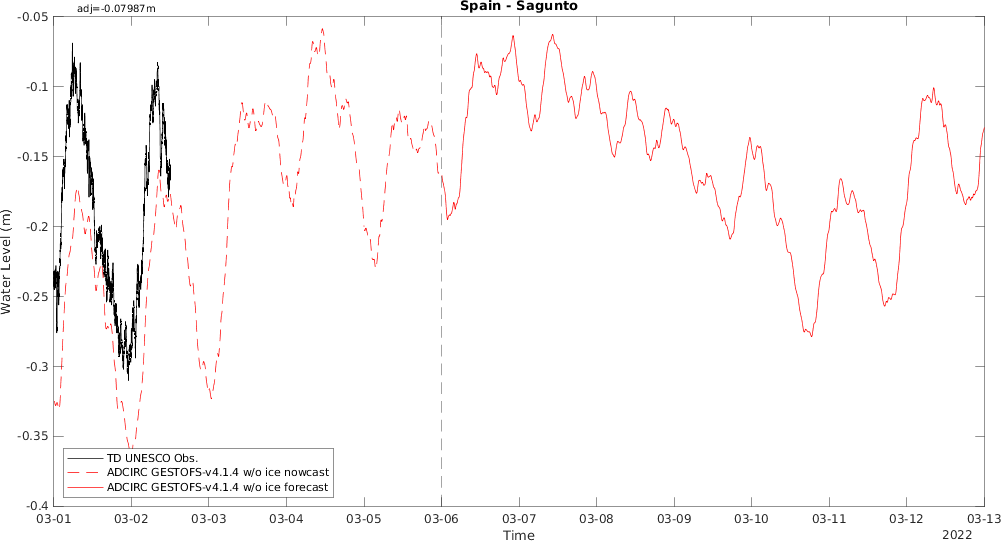 Spain - Sagunto
adj=-0.07987m
-0.05
-0.1
-0.15
-0.2
-0.25
-0.3
-0.35
-0.4
Water Level (m)
TD UNESCO Obs.
ADCIRC GESTOFS-v4.1.4 w/o ice nowcast
ADCIRC GESTOFS-v4.1.4 w/o ice forecast
03-01 03-02 03-03 03-04 03-05 03-06 03-07 03-08 03-09 03-10 03-11 03-12 03-13
Time
2022